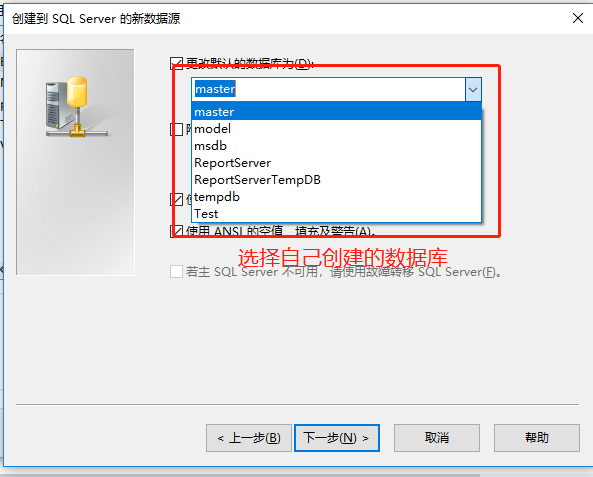 创建到 SQL Server 的新数据源
更改默认的数据库为(D):
master
master
model
msdb
ReportServer
ReportServerTempDB
tempdb
Test
使用 ANSI 的空值、填充及警告(A)。
选择自己创建的数据库
若主 SQL Server 不可用，请使用故障转移 SQL Server(F)。
< 上一步(B)
下一步(N) >
取消
帮助